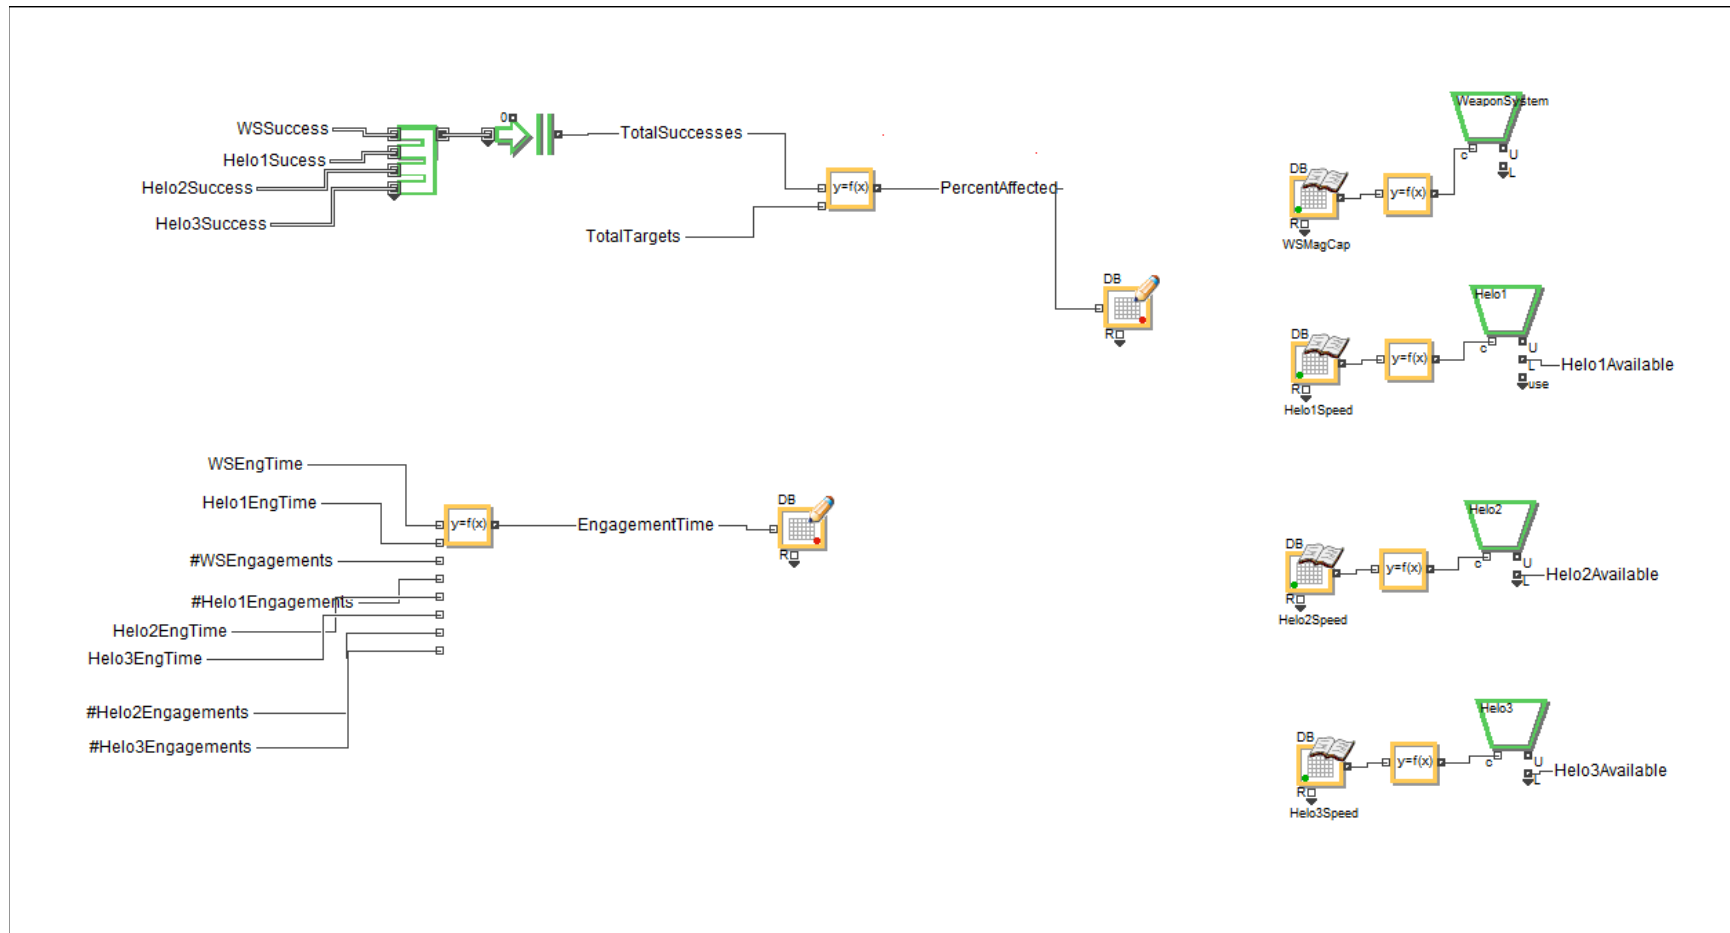 WSSuccess
Helo1Sucess
Helo2Success
Helo3Success
0
TotalSuccesses
TotalTargets
y=f(x)
PercentAffected
DB
R
WSEngTime
Helo1EngTime
#WSEngagements
#Helo1Engagements
Helo2EngTime
Helo3EngTime
#Helo2Engagements
#Helo3Engagements
y=f(x)
EngagementTime
DB
R
WeaponSystem
c
U
L
DB
y=f(x)
R
WSMagCap
Helo1
c
U
L
use
Helo1Available
DB
y=f(x)
R
Helo1Speed
Helo2
c
U
L
Helo2Available
DB
y=f(x)
R
Helo2Speed
Helo3
c
U
L
Helo3Available
DB
y=f(x)
R
Helo3Speed